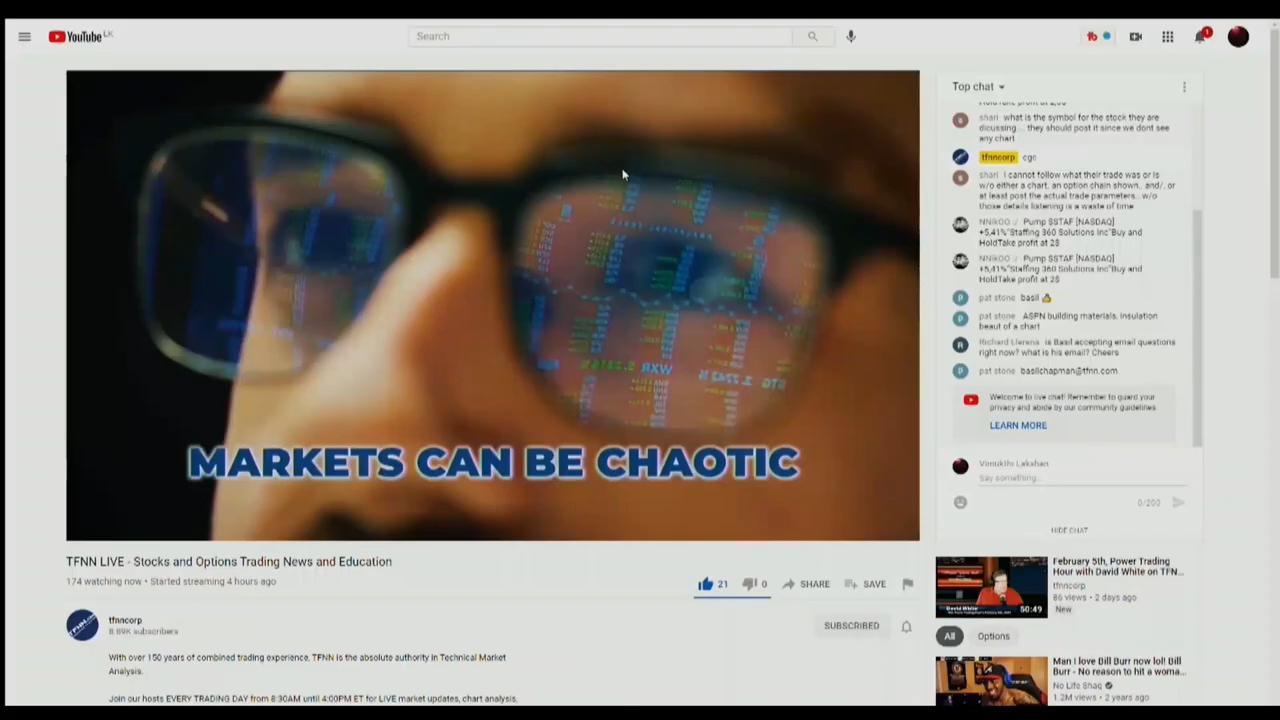 YouTube LK
Search
1
Top chat
shari what is the symbol for the stock they are
dicussing... they should post it since we dont see
any chart
tfnncorp cgc
shari I cannot follow what their trade was or is
w/o either a chart, an option chain shown, and/, or
at least post the actual trade parameters.. w/o
those details listening is a waste of time
NNikOO Pump $STAF [NASDAQ]
+5,41%"Staffing 360 Solutions Inc"Buy and
HoldTake profit at 2$
NNikOO Pump $STAF [NASDAQ]
+5,41%"Staffing 360 Solutions Inc"Buy and
HoldTake profit at 2$
pat stone basil 👍
pat stone ASPN building materials. insulation
beaut of a chart
Richard Llerena is Basil accepting email questions
right now? what is his email? Cheers
pat stone basilchapman@tfnn.com
Welcome to live chat! Remember to guard your
privacy and abide by our community guidelines.
LEARN MORE
Vimukthi Lakshan
Say something...
0/200
HIDE CHAT
MARKETS CAN BE CHAOTIC
TFNN LIVE - Stocks and Options Trading News and Education
174 watching now • Started streaming 4 hours ago
21 0 SHARE SAVE
tfnncorp
8.89K subscribers
SUBSCRIBED
With over 150 years of combined trading experience, TFNN is the absolute authority in Technical Market
Analysis.
Join our hosts EVERY TRADING DAY from 8:30AM until 4:00PM ET for LIVE market updates, chart analysis,
February 5th, Power Trading
Hour with David White on TFN...
tfnncorp
86 views • 2 days ago
New
David White
50:49
All Options
Man I love Bill Burr now lol! Bill
Burr - No reason to hit a woma...
No Life Shaq
1.2M views • 2 years ago